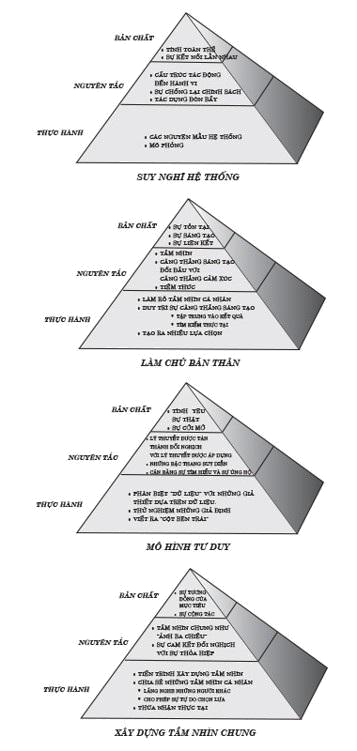 BẢN CHẤT
• TÍNH TOÀN THỂ
• SỰ KẾT NỐI LẪN NHAU
NGUYÊN TẮC
• CẤU TRÚC TÁC ĐỘNG
ĐẾN HÀNH VI
• SỰ CHỐNG LẠI CHÍNH SÁCH
• TÁC DỤNG ĐÒN BẨY
THỰC HÀNH
• CÁC NGUYÊN MẪU HỆ THỐNG
• MÔ PHỎNG
SUY NGHĨ HỆ THỐNG
BẢN CHẤT
• SỰ TỒN TẠI
• SỰ SÁNG TẠO
• SỰ LIÊN KẾT
NGUYÊN TẮC
• TẦM NHÌN
• CĂNG THẲNG SÁNG TẠO
ĐỐI ĐẦU VỚI
CĂNG THẲNG CẢM XÚC
• TIỀM THỨC
THỰC HÀNH
• LÀM RÕ TẦM NHÌN CÁ NHÂN
• DUY TRÌ SỰ CĂNG THẲNG SÁNG TẠO
• TẬP TRUNG VÀO KẾT QUẢ
• TÌM KIẾM THỰC TẠI
• TẠO RA NHIỀU LỰA CHỌN
LÀM CHỦ BẢN THÂN
BẢN CHẤT
• TÌNH YÊU
SỰ THẬT
• SỰ CỞI MỞ
NGUYÊN TẮC
• LÝ THUYẾT ĐƯỢC TÁN
THÀNH ĐỐI NGHỊCH
VỚI LÝ THUYẾT ĐƯỢC ÁP DỤNG
• NHỮNG BẬC THANG SUY DIỄN
• CÂN BẰNG SỰ TÌM HIỂU VÀ SỰ ỦNG HỘ
THỰC HÀNH
• PHÂN BIỆT "DỮ LIỆU" VỚI NHỮNG GIẢ
THIẾT DỰA TRÊN DỮ LIỆU.
• THỬ NGHIỆM NHỮNG GIẢ ĐỊNH
• VIẾT RA "CỘT BÊN TRÁI"
MÔ HÌNH TƯ DUY
BẢN CHẤT
• SỰ TƯƠNG
ĐỒNG CỦA
MỤC TIÊU
• SỰ CỘNG TÁC
NGUYÊN TẮC
• TẦM NHÌN CHUNG NHƯ
"ẢNH BA CHIỀU"
• SỰ CAM KẾT ĐỐI NGHỊCH
VỚI SỰ THỎA HIỆP
THỰC HÀNH
• TIẾN TRÌNH XÂY DỰNG TẦM NHÌN
• CHIA SẺ NHỮNG TẦM NHÌN CÁ NHÂN
• LẮNG NGHE NHỮNG NGƯỜI KHÁC
• CHO PHÉP SỰ TỰ DO CHỌN LỰA
• THỪA NHẬN THỰC TẠI
XÂY DỰNG TẦM NHÌN CHUNG